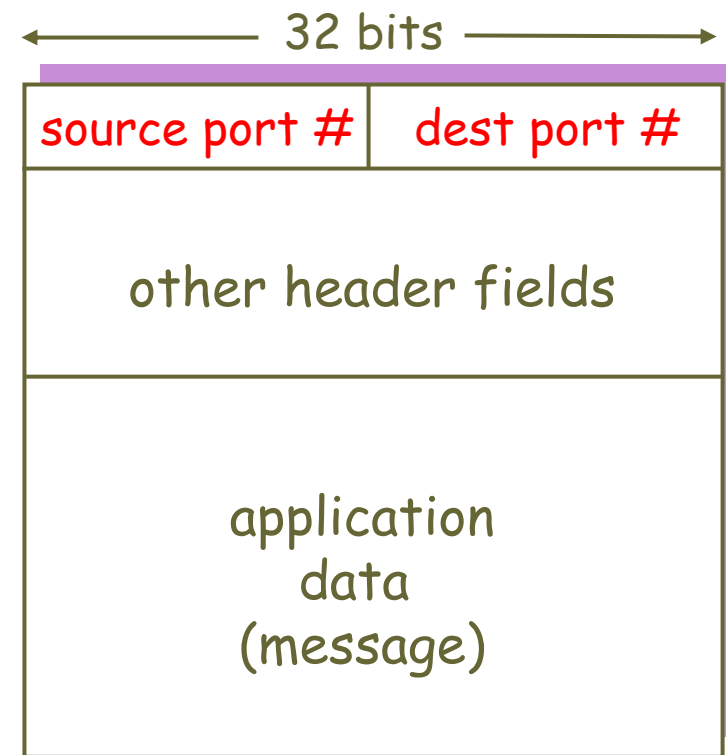 32 bits
source port # dest port #
other header fields
application
data
(message)